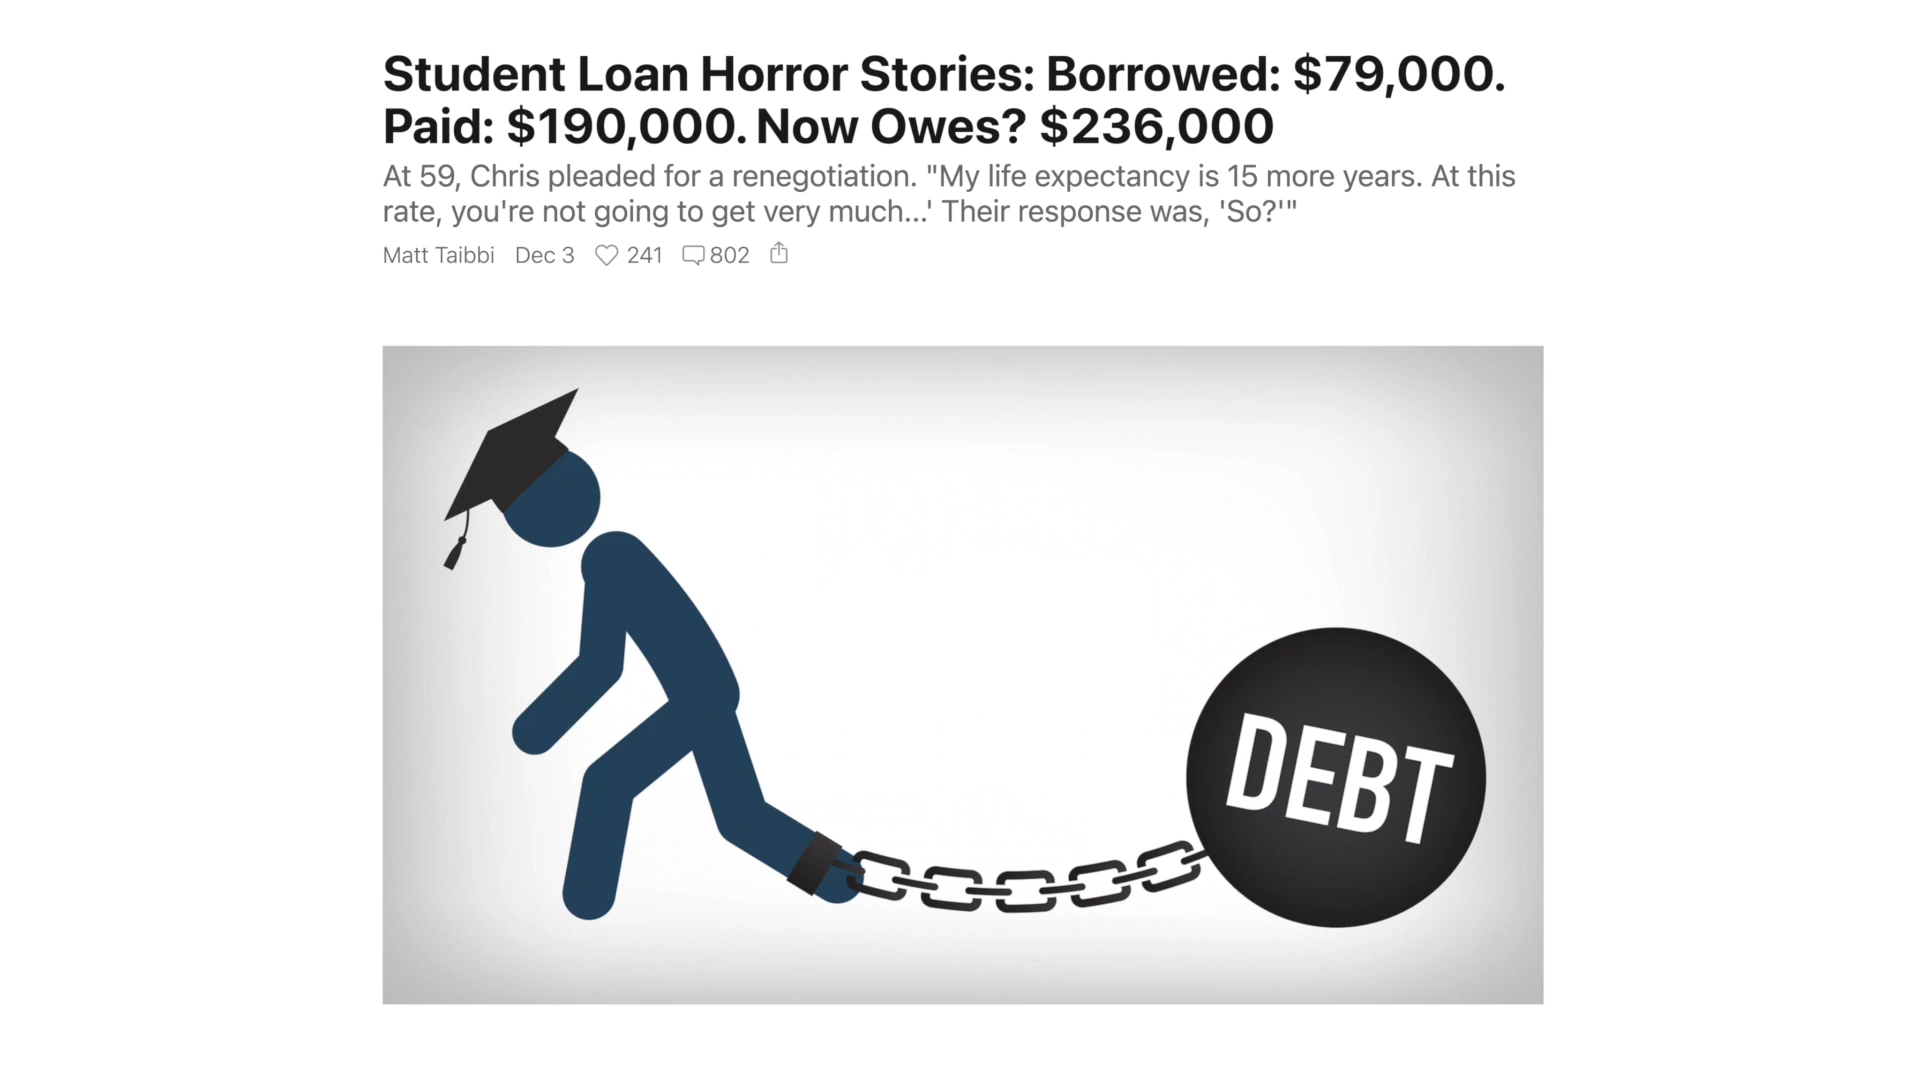 Student Loan Horror Stories: Borrowed: $79,000.
Paid: $190,000. Now Owes? $236,000
At 59, Chris pleaded for a renegotiation. "My life expectancy is 15 more years. At this
rate, you're not going to get very much...' Their response was, 'So?'"
Matt Taibbi Dec 3 241 802
DEBT